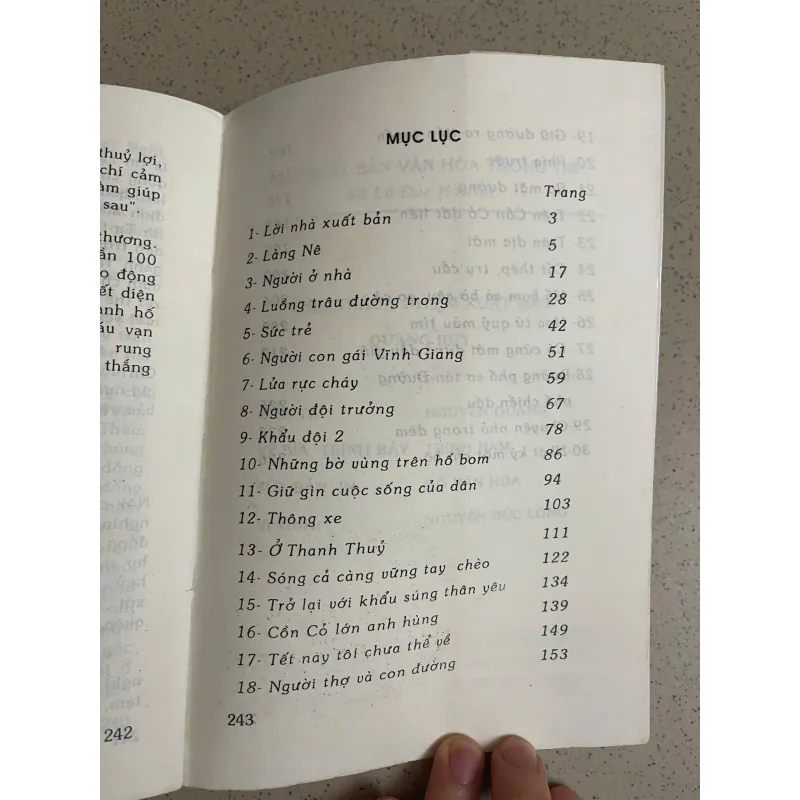 thuỷ lợi,
chí cảm
àm giúp
sau".
thương.
ần 100
o động
ết diện
anh hố
áu vạn
rung
thắng
242
MỤC LỤC
Trang
1- Lời nhà xuất bản 3
2- Làng Nê 5
3- Người ở nhà 17
4- Luồng trâu đường trong 28
5- Sức trẻ 42
6- Người con gái Vĩnh Giang 51
7- Lửa rực cháy 59
8- Người đội trưởng 67
9- Khẩu đội 2 78
10- Những bờ vùng trên hố bom 86
11- Giữ gìn cuộc sống của dân 94
12- Thông xe 103
13- Ở Thanh Thuỷ 111
14- Sóng cả càng vững tay chèo 122
15- Trở lại với khẩu súng thân yêu 134
16- Cồn Cỏ lớn anh hùng 139
17- Tết này tôi chưa thể về 149
18- Người thợ và con đường 153
243